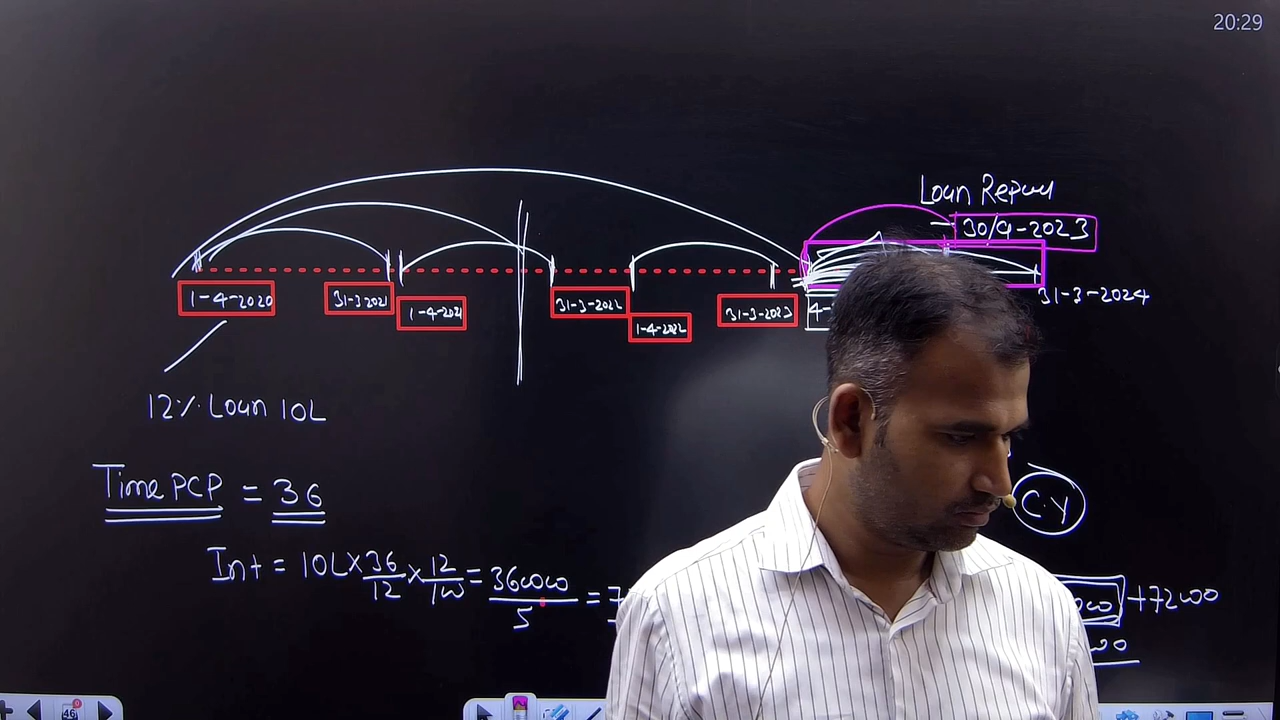 20:29
Loan Repay
30/9-2023
1-4-2020
31-3-2021
1-4-2021
31-3-2022
1-4-2022
31-3-2023
31-3-2024
12% Loan 10L
Time PCP = 36
C.Y
Int = 10L × 36/12 × 12/100 = 360000/5 = 7
+72000
46